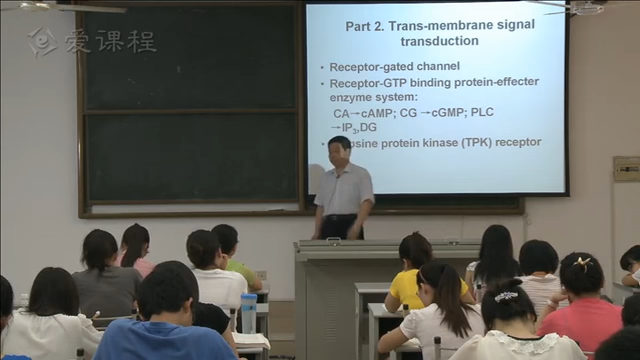 爱课程
Part 2. Trans-membrane signal
transduction
• Receptor-gated channel
• Receptor-GTP binding protein-effecter
enzyme system:
CA→cAMP; CG →cGMP; PLC
→IP₃,DG
• protein kinase (TPK) receptor